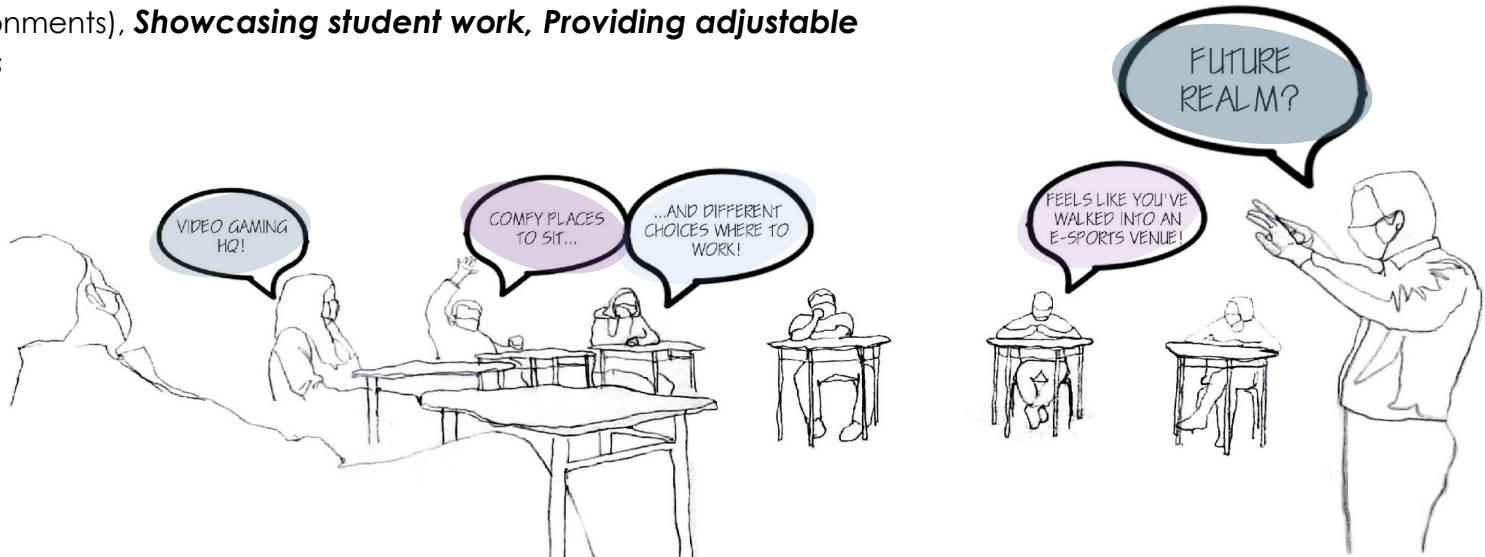 onments), Showcasing student work, Providing adjustable
s
FUTURE
REALM?
VIDEO GAMING
HQ!
COMFY PLACES
TO SIT...
...AND DIFFERENT
CHOICES WHERE TO
WORK!
FEELS LIKE YOU'VE
WALKED INTO AN
E-SPORTS VENUE!